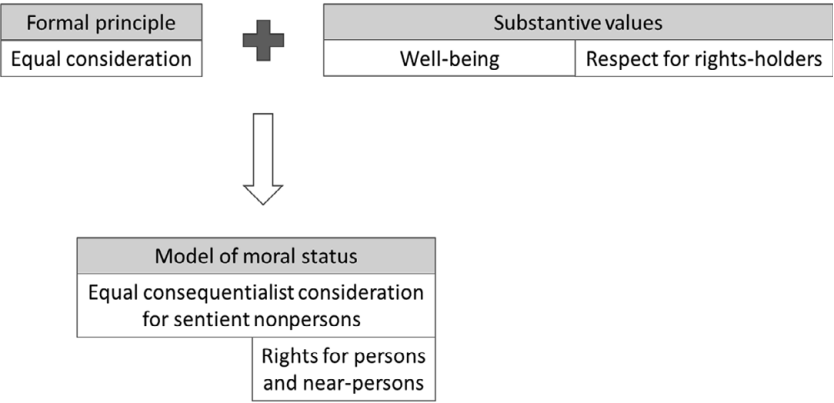 Formal principle
Substantive values
Equal consideration
Well-being
Respect for rights-holders
Model of moral status
Equal consequentialist consideration
for sentient nonpersons
Rights for persons
and near-persons